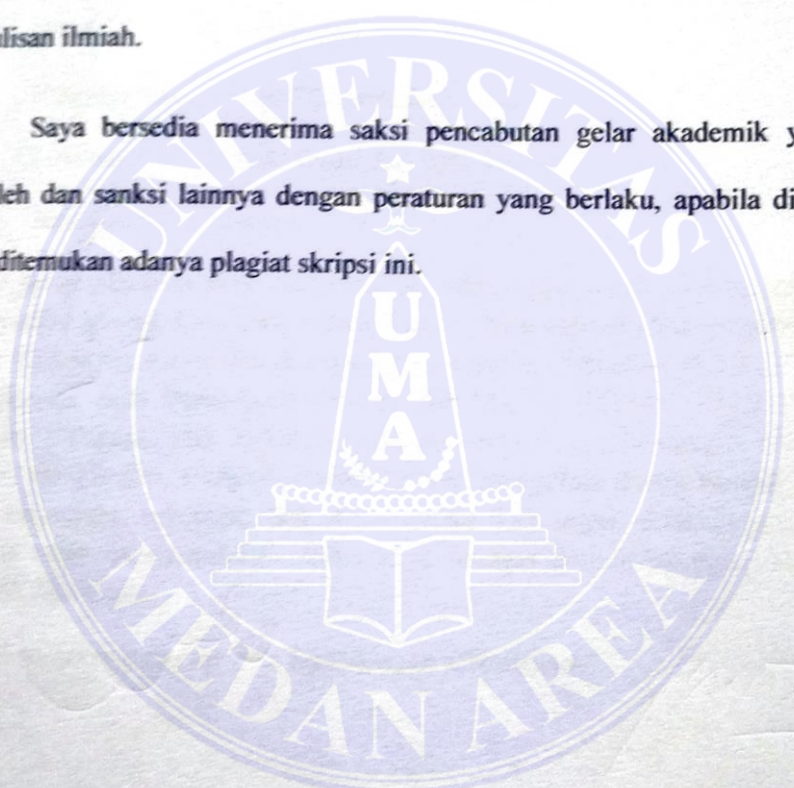 lisan ilmiah.
Saya bersedia menerima saksi pencabutan gelar akademik y
leh dan sanksi lainnya dengan peraturan yang berlaku, apabila di
ditemukan adanya plagiat skripsi ini.
UNIVERSITAS
U
M
A
MEDAN AREA